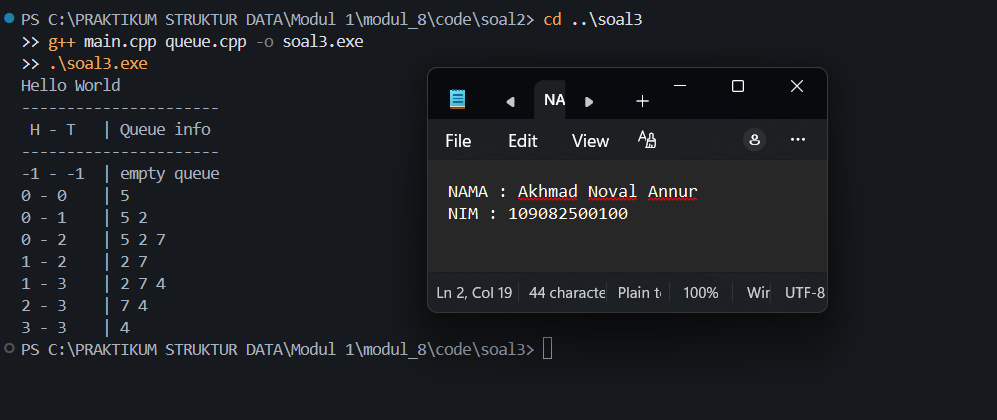 PS C:\PRAKTIKUM STRUKTUR DATA\Modul 1\modul_8\code\soal2> cd ..\soal3
>> g++ main.cpp queue.cpp -o soal3.exe
>> .\soal3.exe
Hello World
----------------------
 H - T   | Queue info
----------------------
-1 - -1  | empty queue
0 - 0    | 5
0 - 1    | 5 2
0 - 2    | 5 2 7
1 - 2    | 2 7
1 - 3    | 2 7 4
2 - 3    | 7 4
3 - 3    | 4
PS C:\PRAKTIKUM STRUKTUR DATA\Modul 1\modul_8\code\soal3>
NA
File Edit View
NAMA : Akhmad Noval Annur
NIM : 109082500100
Ln 2, Col 19 44 characte Plain t 100% Wir UTF-8